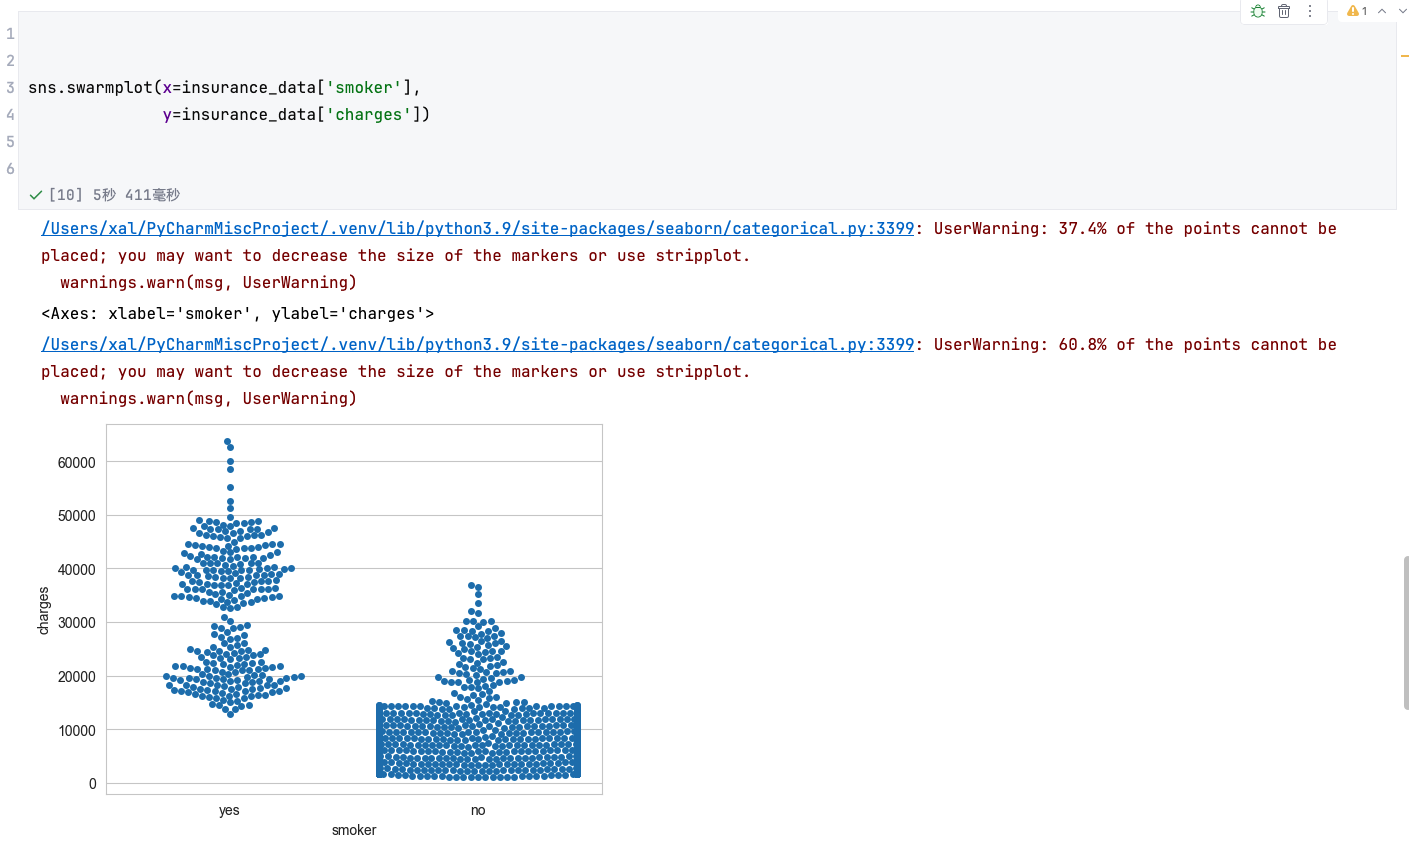 1
1
2
3 sns.swarmplot(x=insurance_data['smoker'],
4 y=insurance_data['charges'])
5
6
[10] 5秒 411毫秒
/Users/xal/PyCharmMiscProject/.venv/lib/python3.9/site-packages/seaborn/categorical.py:3399: UserWarning: 37.4% of the points cannot be
placed; you may want to decrease the size of the markers or use stripplot.
warnings.warn(msg, UserWarning)
<Axes: xlabel='smoker', ylabel='charges'>
/Users/xal/PyCharmMiscProject/.venv/lib/python3.9/site-packages/seaborn/categorical.py:3399: UserWarning: 60.8% of the points cannot be
placed; you may want to decrease the size of the markers or use stripplot.
warnings.warn(msg, UserWarning)
60000
50000
40000
30000
20000
10000
0
charges
yes no
smoker